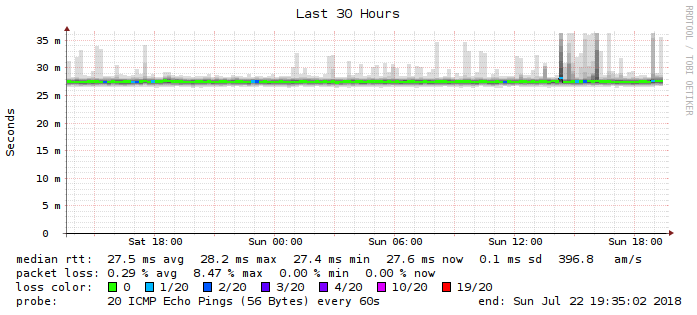 Last 30 Hours
RRDTOOL / TOBI OETIKER
Seconds
35 m
30 m
25 m
20 m
15 m
10 m
5 m
0
Sat 18:00 Sun 00:00 Sun 06:00 Sun 12:00 Sun 18:00
median rtt: 27.5 ms avg 28.2 ms max 27.4 ms min 27.6 ms now 0.1 ms sd 396.8 am/s
packet loss: 0.29 % avg 8.47 % max 0.00 % min 0.00 % now
loss color: 0 1/20 2/20 3/20 4/20 10/20 19/20
probe: 20 ICMP Echo Pings (56 Bytes) every 60s end: Sun Jul 22 19:35:02 2018